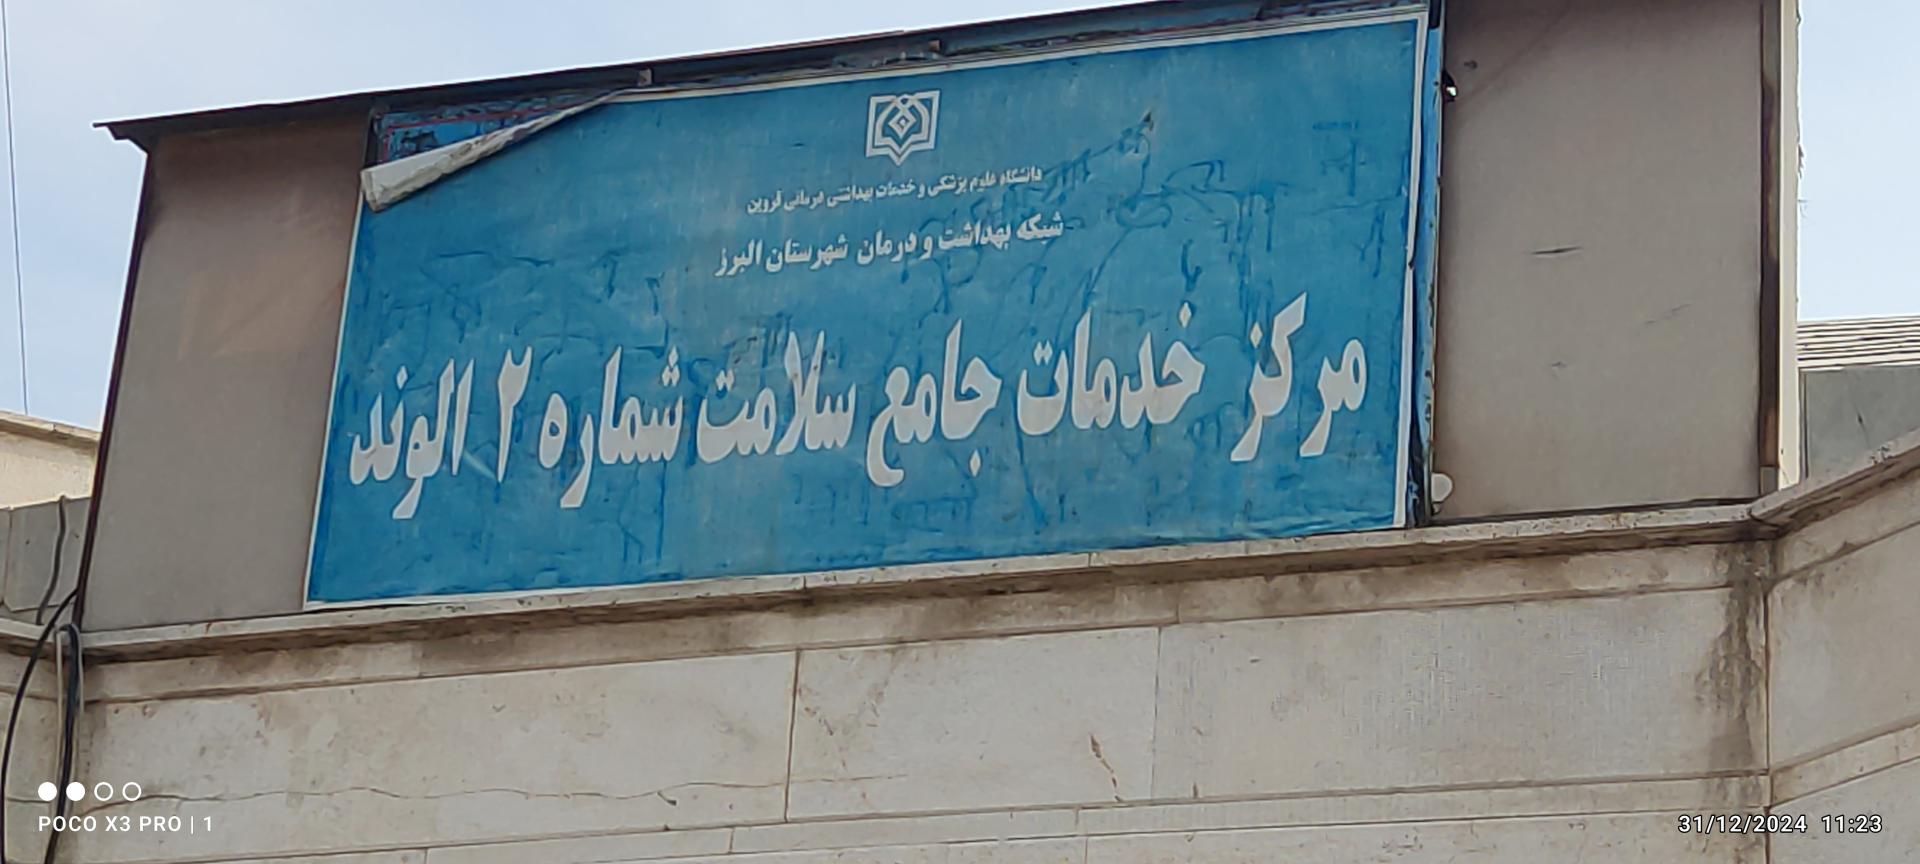 دانشگاه علوم پزشکی و خدمات بهداشتی درمانی قزوین
شبکه بهداشت و درمان شهرستان البرز
مرکز خدمات جامع سلامت شماره ۲ الوند
POCO X3 PRO | 1
31/12/2024 11:23